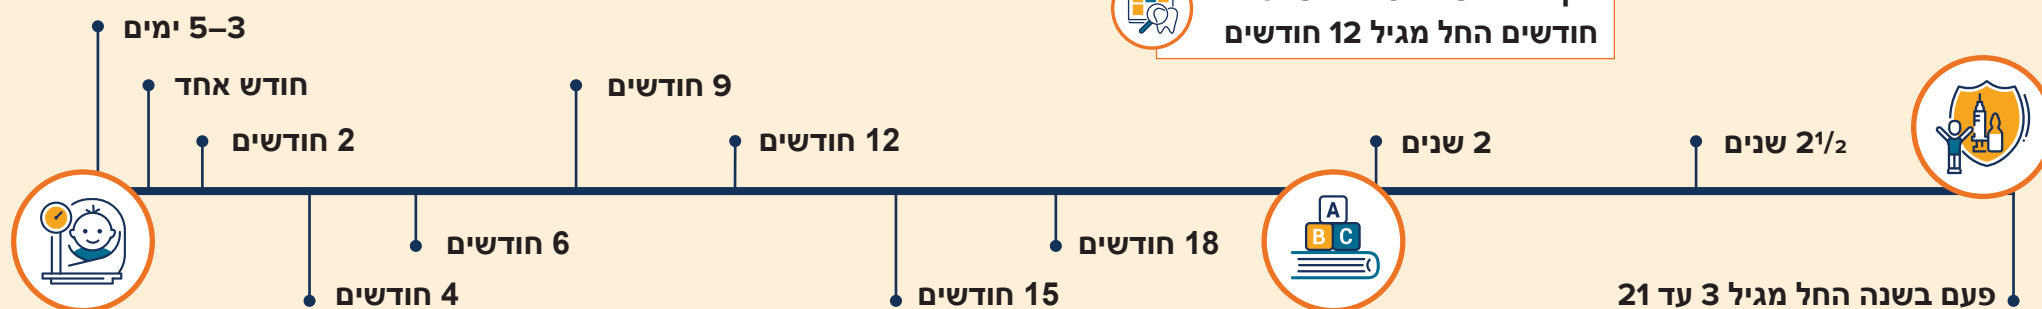 חודשים החל מגיל 12 חודשים
3–5 ימים
חודש אחד
2 חודשים
4 חודשים
6 חודשים
9 חודשים
12 חודשים
15 חודשים
18 חודשים
A
B C
2 שנים
2¹/₂ שנים
פעם בשנה החל מגיל 3 עד 21